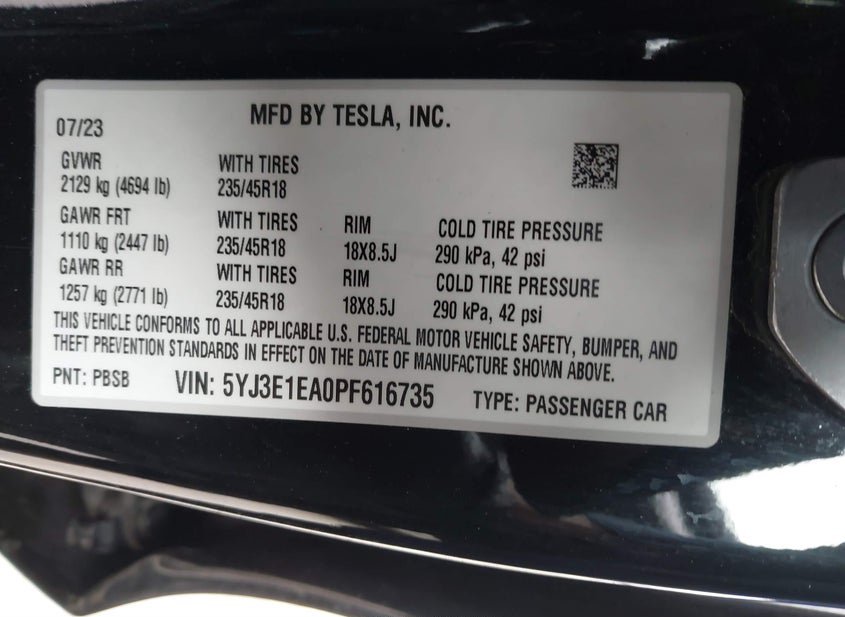 MFD BY TESLA, INC.
07/23
GVWR WITH TIRES
2129 kg (4694 lb) 235/45R18
GAWR FRT WITH TIRES RIM COLD TIRE PRESSURE
1110 kg (2447 lb) 235/45R18 18X8.5J 290 kPa, 42 psi
GAWR RR WITH TIRES RIM COLD TIRE PRESSURE
1257 kg (2771 lb) 235/45R18 18X8.5J 290 kPa, 42 psi
THIS VEHICLE CONFORMS TO ALL APPLICABLE U.S. FEDERAL MOTOR VEHICLE SAFETY, BUMPER, AND
THEFT PREVENTION STANDARDS IN EFFECT ON THE DATE OF MANUFACTURE SHOWN ABOVE.
PNT: PBSB VIN: 5YJ3E1EA0PF616735 TYPE: PASSENGER CAR